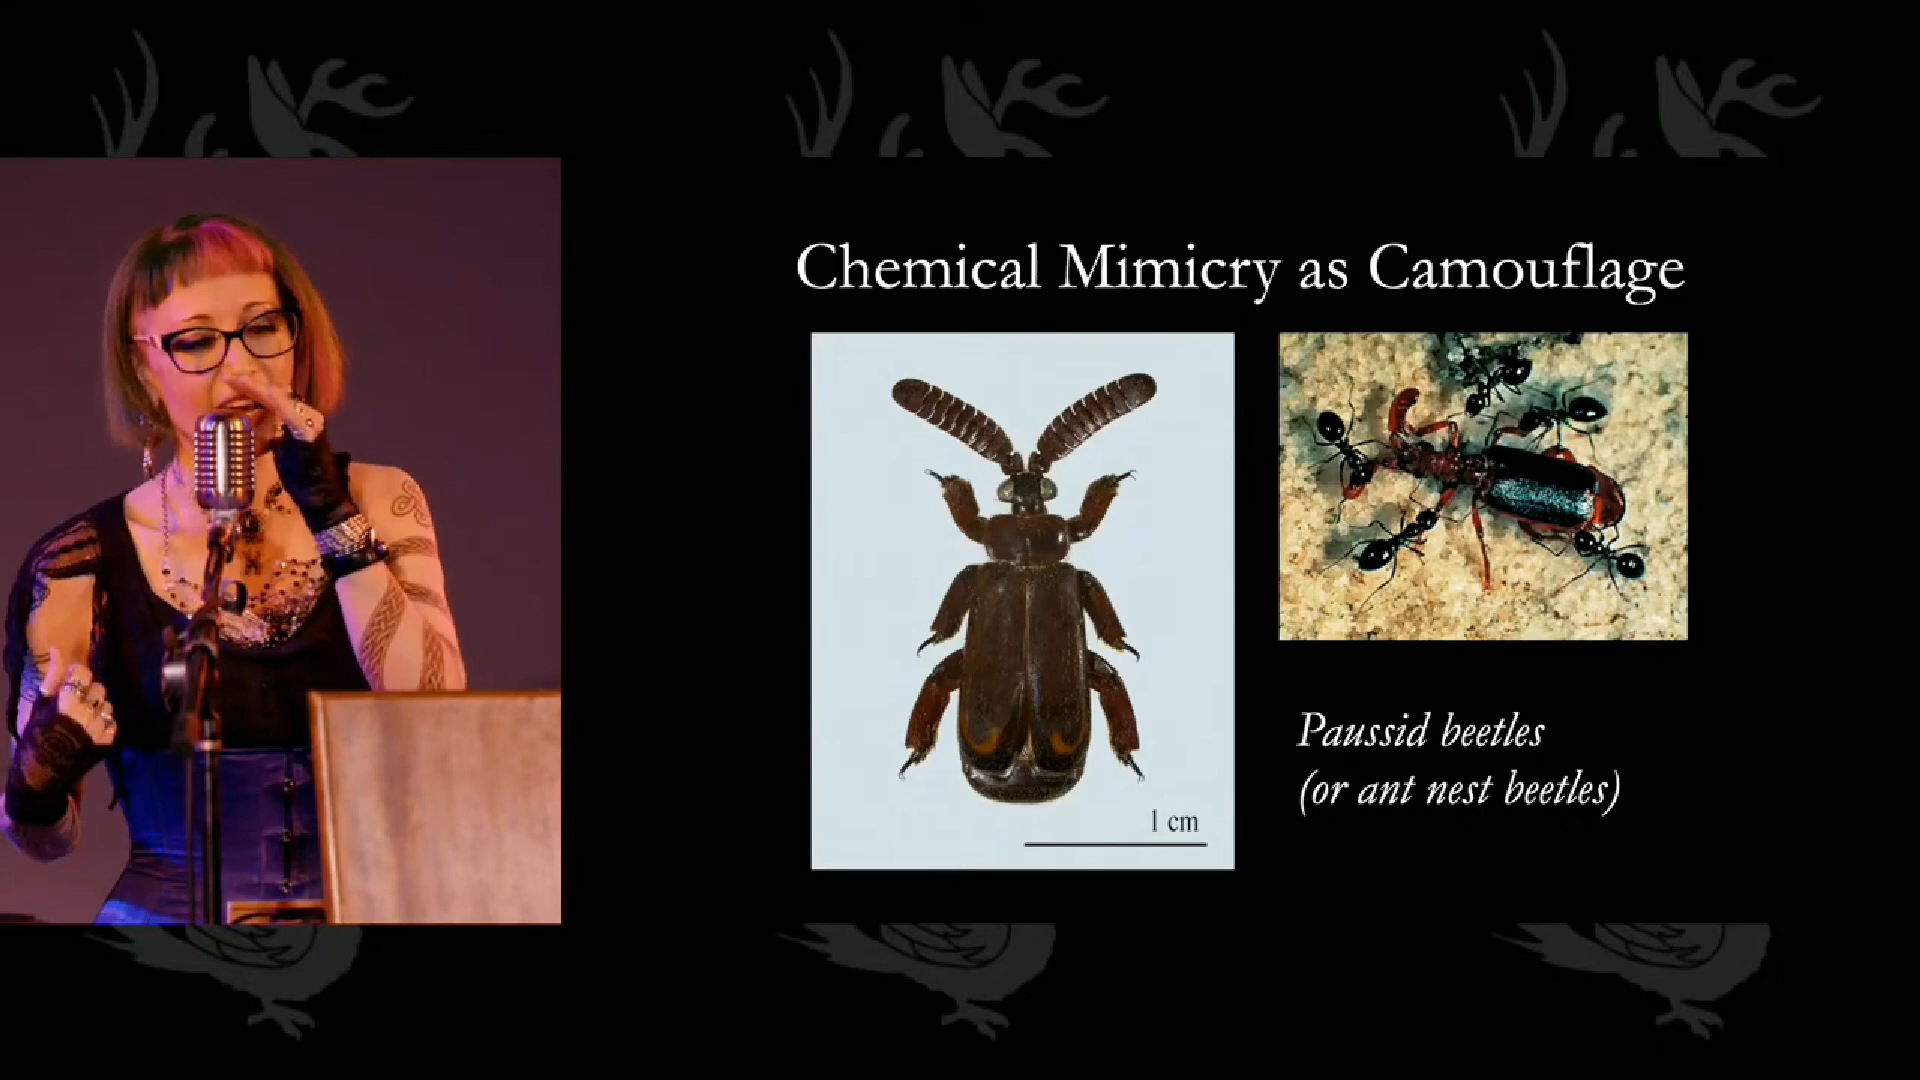 Chemical Mimicry as Camouflage
1 cm
Paussid beetles
(or ant nest beetles)